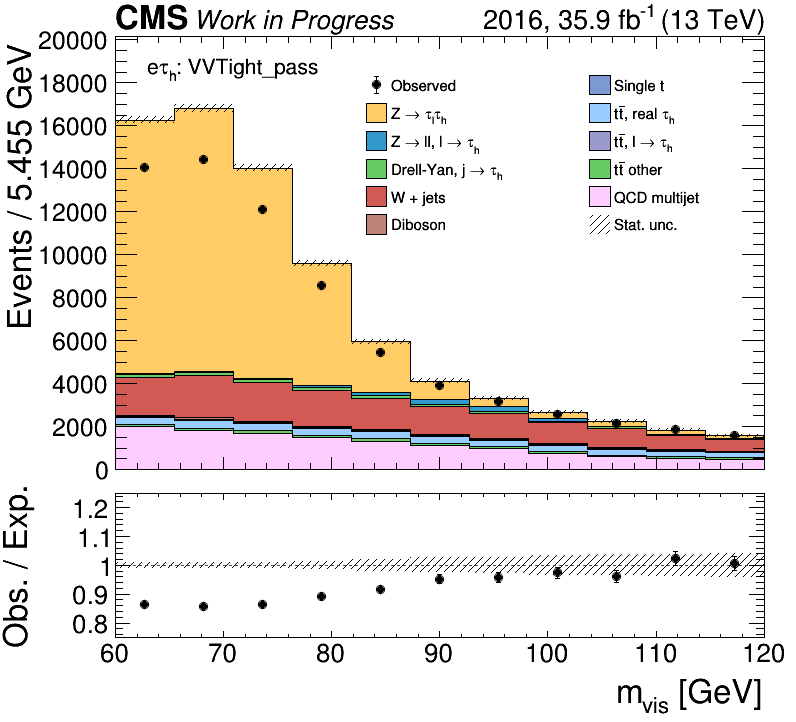 CMS Work in Progress 2016, 35.9 fb⁻¹ (13 TeV)
Events / 5.455 GeV
20000
18000
16000
14000
12000
10000
8000
6000
4000
2000
0
eτₕ: VVTight_pass
Observed
Z → τₗτₕ
Z → ll, l → τₕ
Drell-Yan, j → τₕ
W + jets
Diboson
Single t
tt̄, real τₕ
tt̄, l → τₕ
tt̄ other
QCD multijet
Stat. unc.
Obs. / Exp.
1.2
1.1
1
0.9
0.8
60 70 80 90 100 110 120
m_vis [GeV]